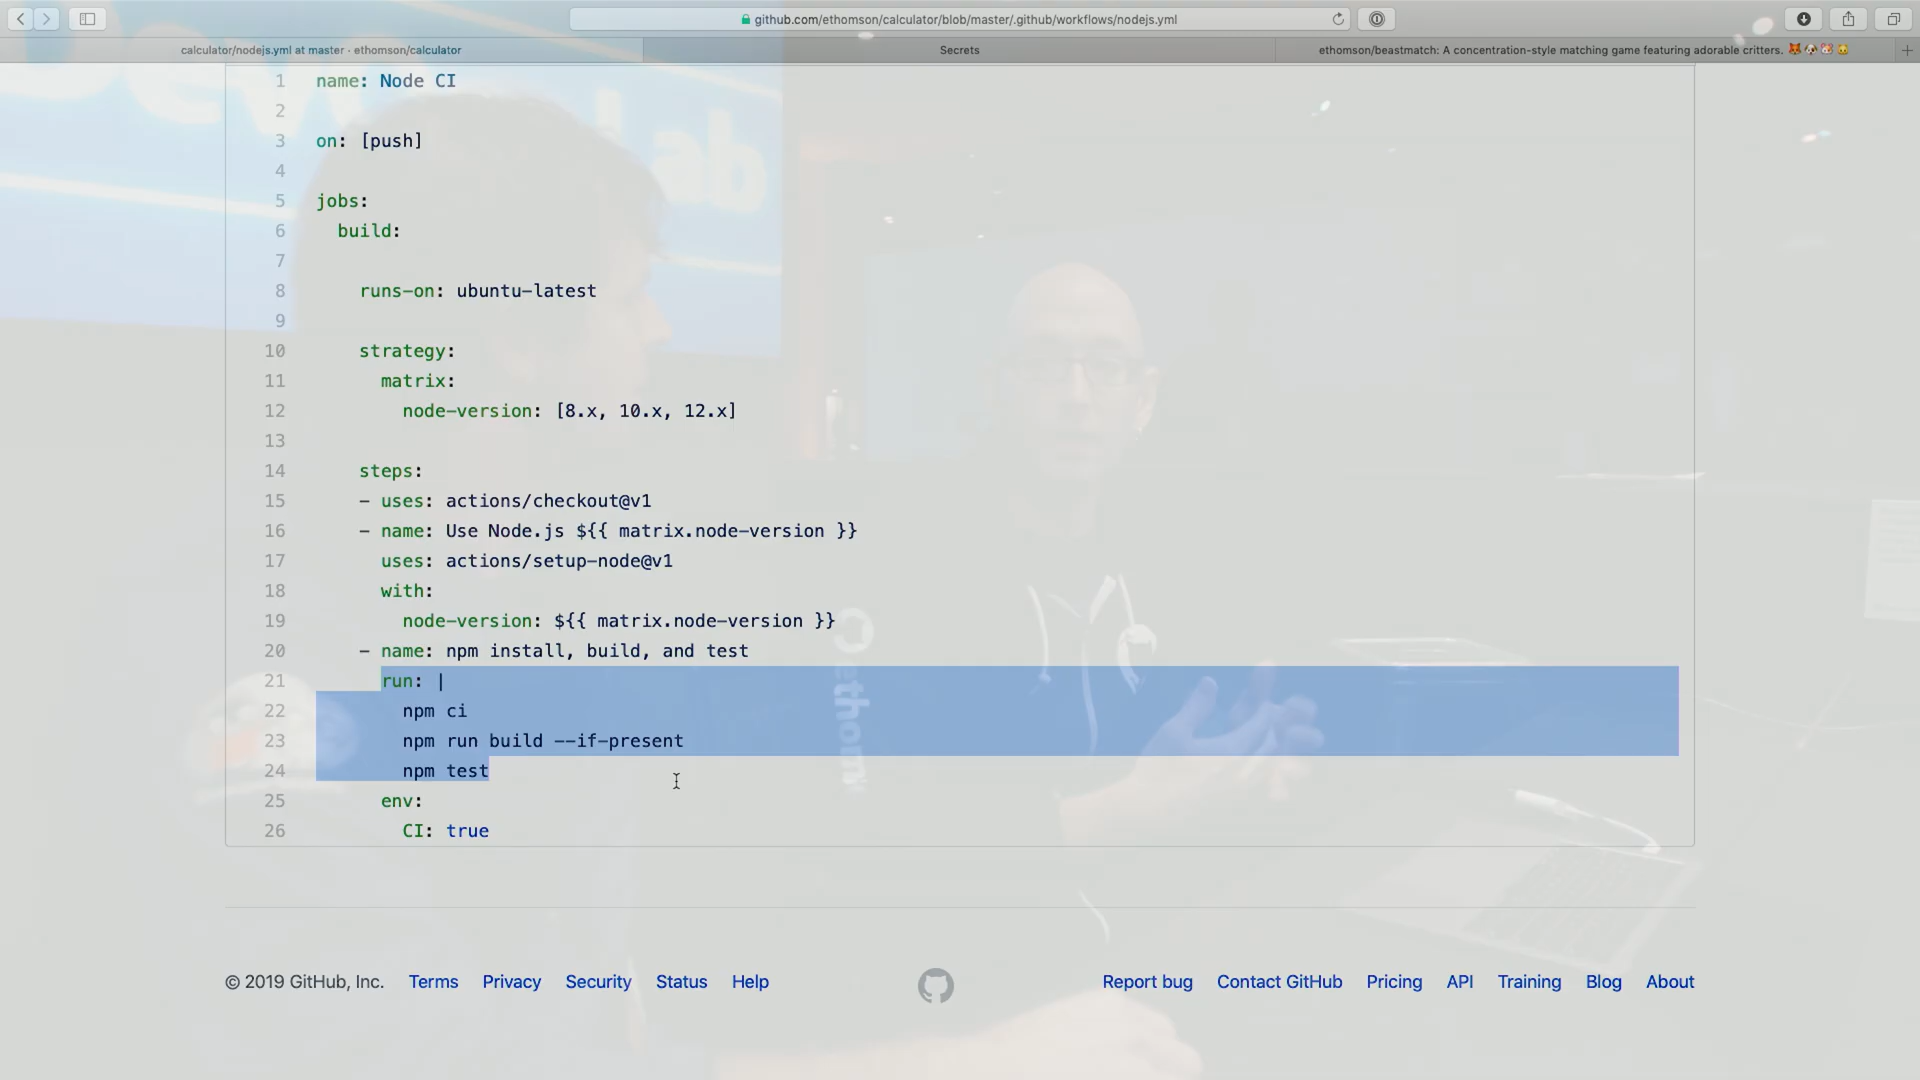 github.com/ethomson/calculator/blob/master/.github/workflows/nodejs.yml
calculator/nodejs.yml at master · ethomson/calculator
Secrets
ethomson/beastmatch: A concentration-style matching game featuring adorable critters. 🦊🐶🐹🐱
1 name: Node CI
2
3 on: [push]
4
5 jobs:
6 build:
7
8 runs-on: ubuntu-latest
9
10 strategy:
11 matrix:
12 node-version: [8.x, 10.x, 12.x]
13
14 steps:
15 - uses: actions/checkout@v1
16 - name: Use Node.js ${{ matrix.node-version }}
17 uses: actions/setup-node@v1
18 with:
19 node-version: ${{ matrix.node-version }}
20 - name: npm install, build, and test
21 run: |
22 npm ci
23 npm run build --if-present
24 npm test
25 env:
26 CI: true
ethom
© 2019 GitHub, Inc. Terms Privacy Security Status Help
Report bug Contact GitHub Pricing API Training Blog About